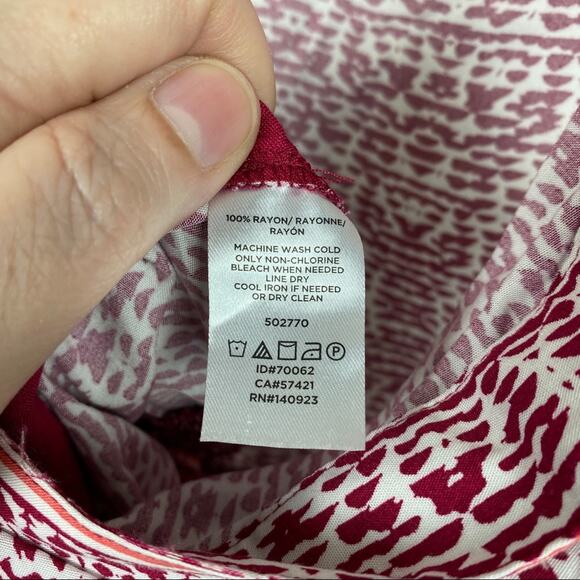 100% RAYON/ RAYONNE/
RAYÓN
MACHINE WASH COLD
ONLY NON-CHLORINE
BLEACH WHEN NEEDED
LINE DRY
COOL IRON IF NEEDED
OR DRY CLEAN
502770
P
ID#70062
CA#57421
RN#140923